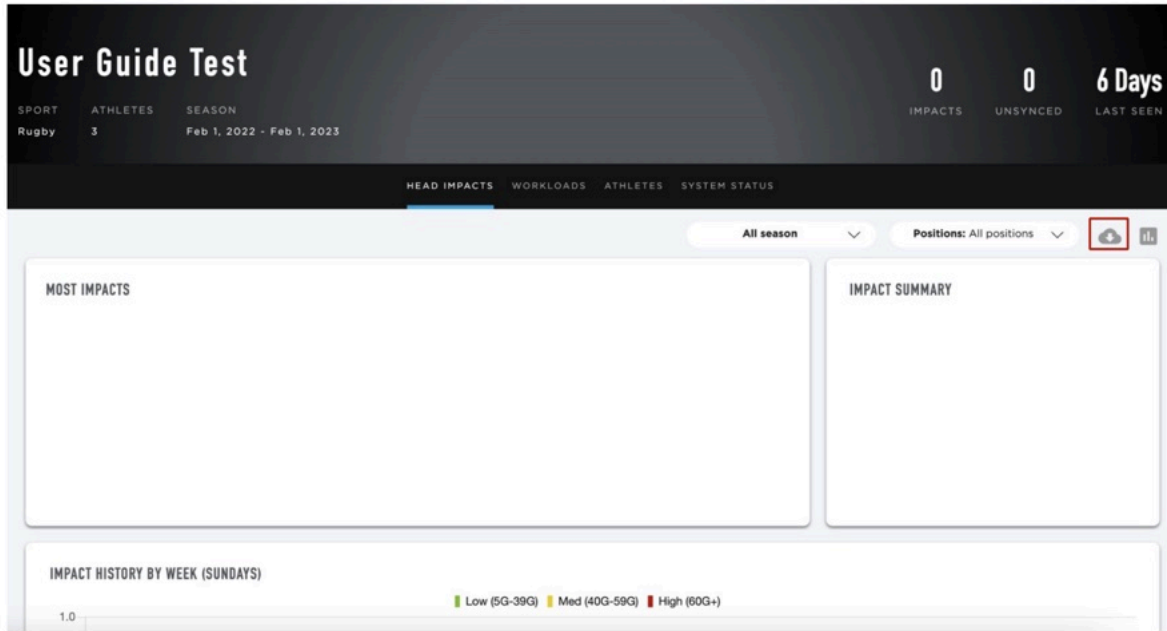 User Guide Test
0 0 6 Days
IMPACTS UNSYNCED LAST SEEN
SPORT ATHLETES SEASON
Rugby 3 Feb 1, 2022 - Feb 1, 2023
HEAD IMPACTS WORKLOADS ATHLETES SYSTEM STATUS
All season Positions: All positions
MOST IMPACTS IMPACT SUMMARY
IMPACT HISTORY BY WEEK (SUNDAYS)
Low (5G-39G) Med (40G-59G) High (60G+)
1.0